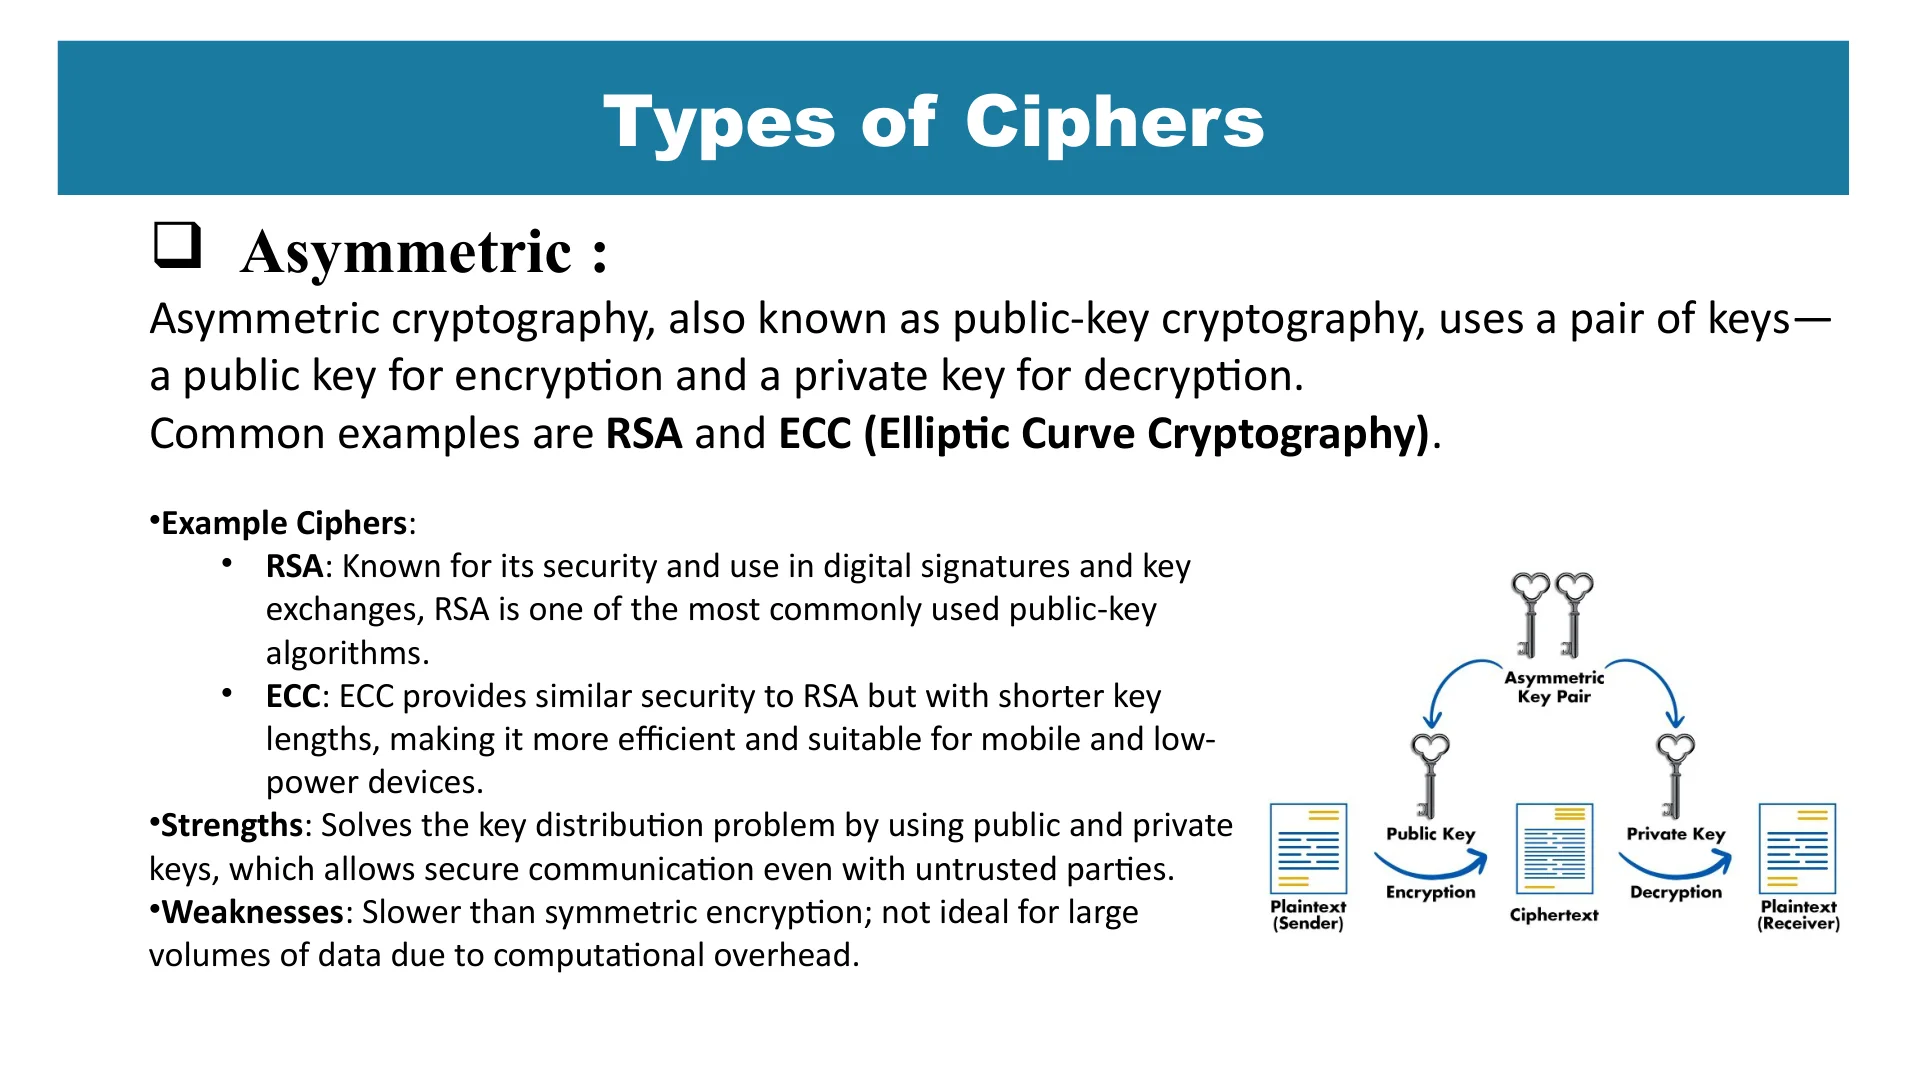 Types of Ciphers
❑ Asymmetric :
Asymmetric cryptography, also known as public-key cryptography, uses a pair of keys—
a public key for encryption and a private key for decryption.
Common examples are RSA and ECC (Elliptic Curve Cryptography).
•Example Ciphers:
• RSA: Known for its security and use in digital signatures and key
exchanges, RSA is one of the most commonly used public-key
algorithms.
• ECC: ECC provides similar security to RSA but with shorter key
lengths, making it more efficient and suitable for mobile and low-
power devices.
•Strengths: Solves the key distribution problem by using public and private
keys, which allows secure communication even with untrusted parties.
•Weaknesses: Slower than symmetric encryption; not ideal for large
volumes of data due to computational overhead.
Asymmetric
Key Pair
Public Key
Private Key
Encryption
Decryption
Plaintext
(Sender)
Ciphertext
Plaintext
(Receiver)